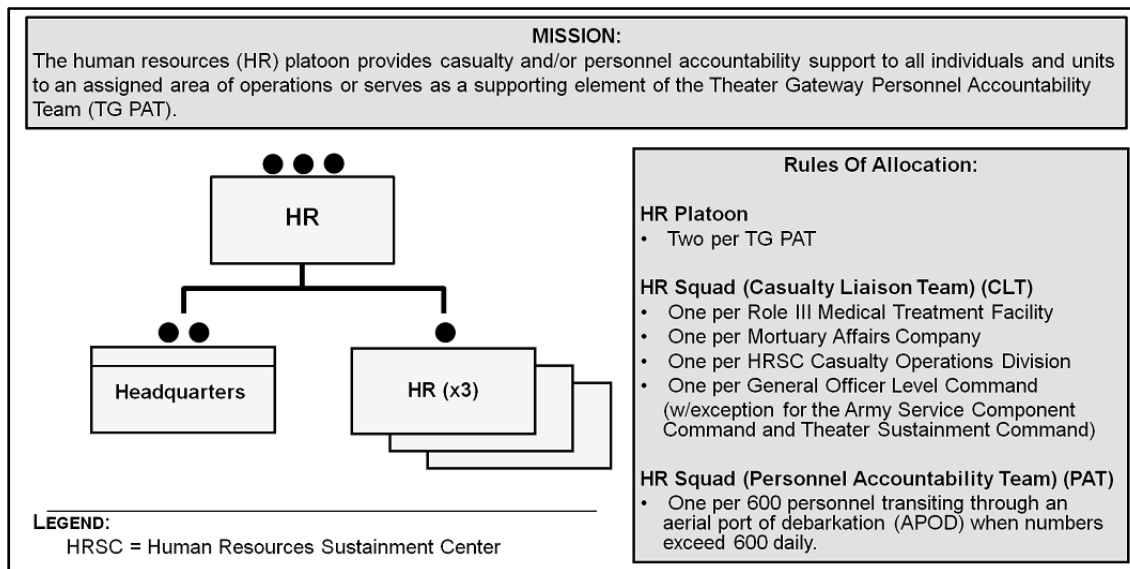 MISSION:
The human resources (HR) platoon provides casualty and/or personnel accountability support to all individuals and units
to an assigned area of operations or serves as a supporting element of the Theater Gateway Personnel Accountability
Team (TG PAT).
HR
Headquarters
HR (x3)
LEGEND:
HRSC = Human Resources Sustainment Center
Rules Of Allocation:
HR Platoon
• Two per TG PAT
HR Squad (Casualty Liaison Team) (CLT)
• One per Role III Medical Treatment Facility
• One per Mortuary Affairs Company
• One per HRSC Casualty Operations Division
• One per General Officer Level Command
(w/exception for the Army Service Component
Command and Theater Sustainment Command)
HR Squad (Personnel Accountability Team) (PAT)
• One per 600 personnel transiting through an
aerial port of debarkation (APOD) when numbers
exceed 600 daily.